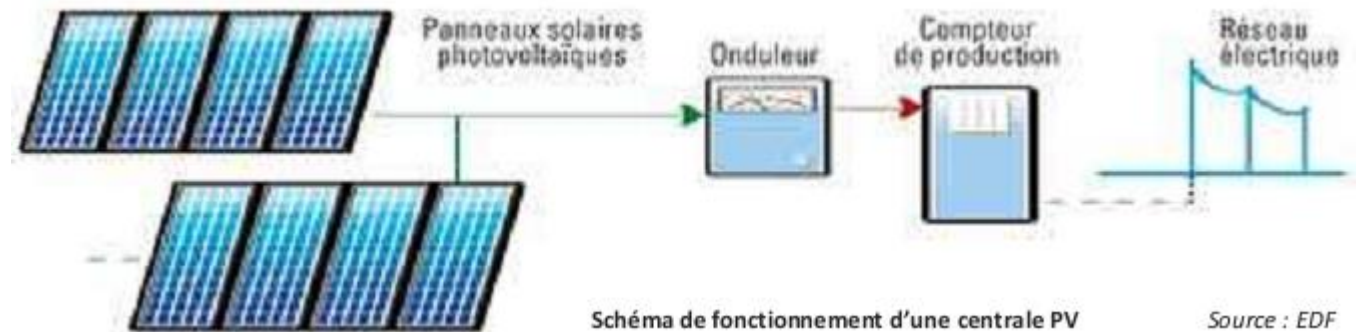 Panneaux solaires
photovoltaïques
Onduleur
Compteur
de production
Réseau
électrique
Schéma de fonctionnement d'une centrale PV
Source : EDF